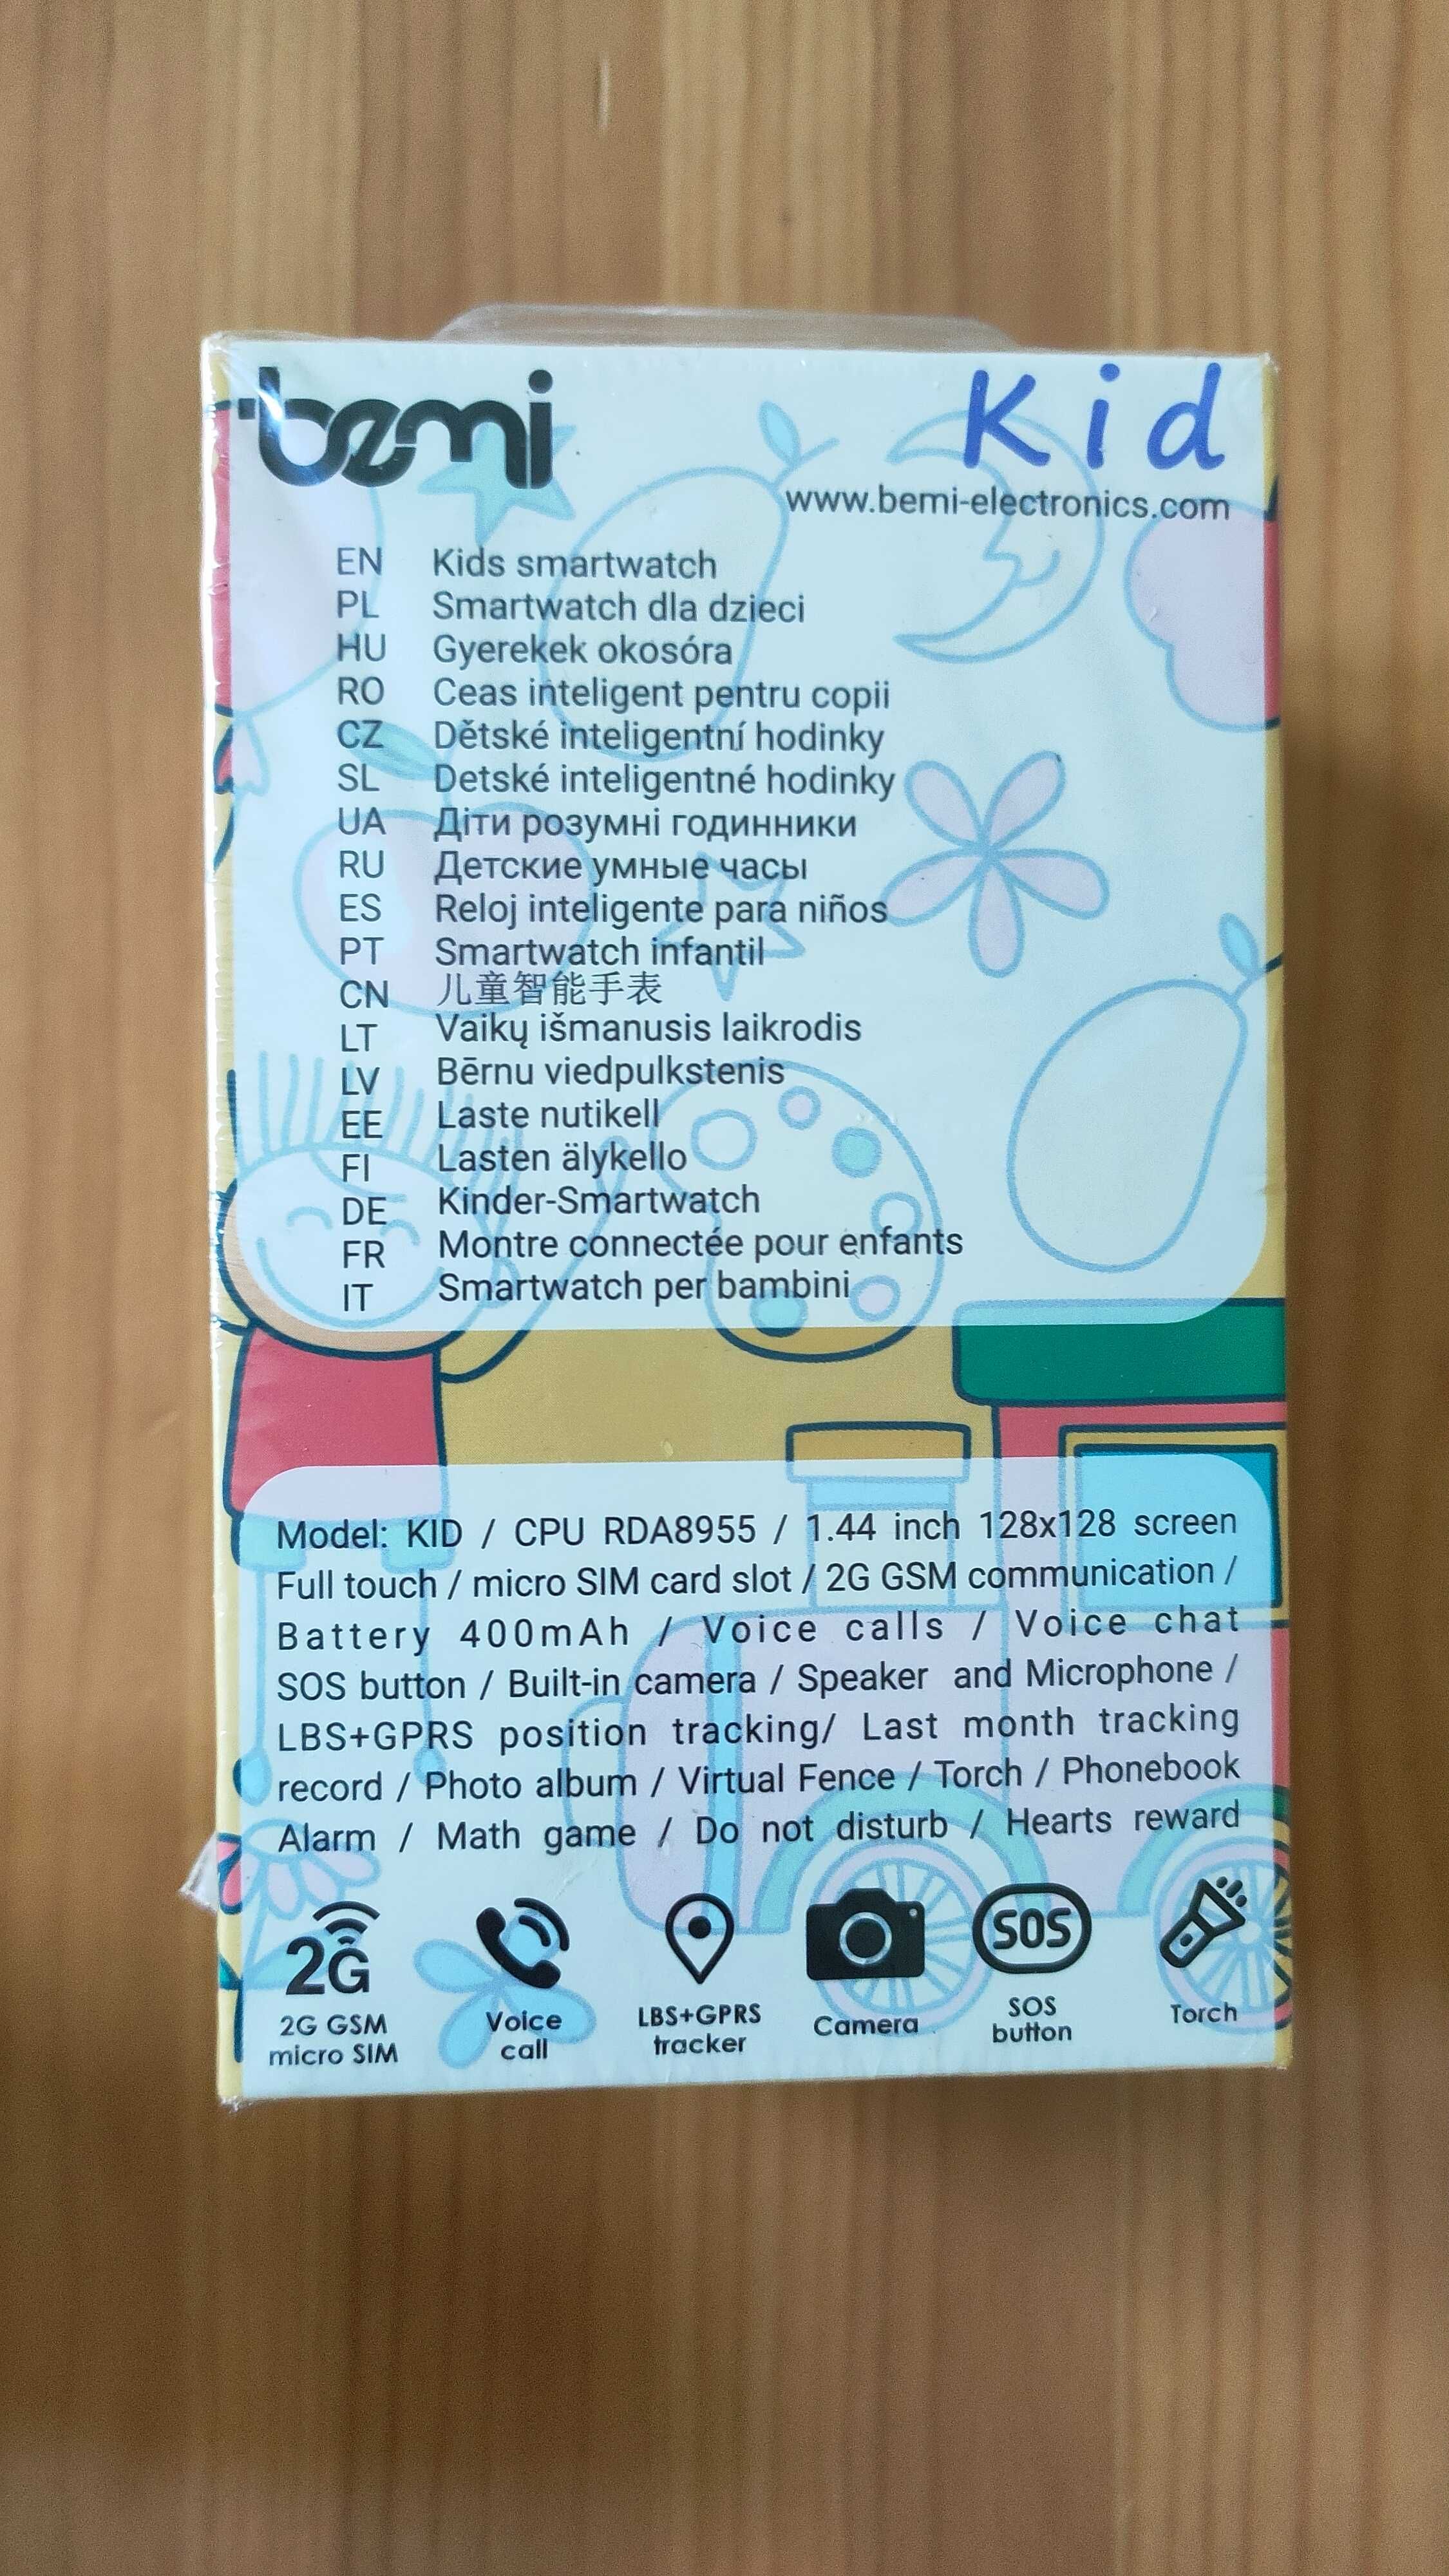 bemi
Kid
www.bemi-electronics.com
EN Kids smartwatch
PL Smartwatch dla dzieci
HU Gyerekek okosóra
RO Ceas inteligent pentru copii
CZ Dětské inteligentní hodinky
SL Detské inteligentné hodinky
UA Діти розумні годинники
RU Детские умные часы
ES Reloj inteligente para niños
PT Smartwatch infantil
CN 儿童智能手表
LT Vaikų išmanusis laikrodis
LV Bērnu viedpulkstenis
EE Laste nutikell
FI Lasten älykello
DE Kinder-Smartwatch
FR Montre connectée pour enfants
IT Smartwatch per bambini
Model: KID / CPU RDA8955 / 1.44 inch 128x128 screen
Full touch / micro SIM card slot / 2G GSM communication /
Battery 400mAh / Voice calls / Voice chat
SOS button / Built-in camera / Speaker and Microphone /
LBS+GPRS position tracking/ Last month tracking
record / Photo album / Virtual Fence / Torch / Phonebook
Alarm / Math game / Do not disturb / Hearts reward
2G
SOS
2G GSM
micro SIM
Voice
call
LBS+GPRS
tracker
Camera
SOS
button
Torch